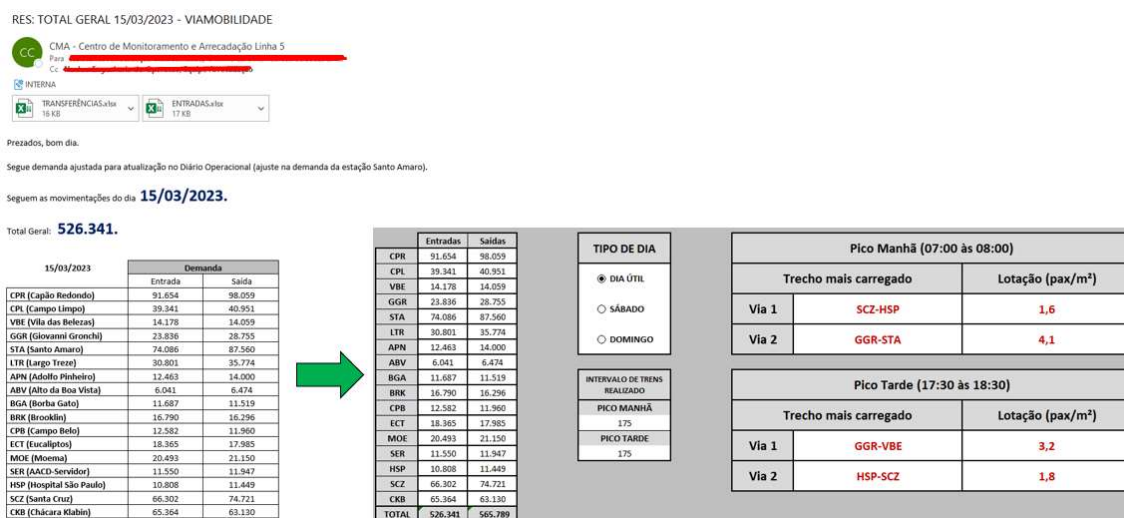 RES: TOTAL GERAL 15/03/2023 - VIAMOBILIDADE
CC
CMA - Centro de Monitoramento e Arrecadação Linha 5
Para
Cc
INTERNA
TRANSFERÊNCIAS.xlsx
16 KB
ENTRADAS.xlsx
17 KB
Prezados, bom dia.
Segue demanda ajustada para atualização no Diário Operacional (ajuste na demanda da estação Santo Amaro).
Seguem as movimentações do dia 15/03/2023.
Total Geral: 526.341.
15/03/2023 Demanda
Entrada Saída
CPR (Capão Redondo) 91.654 98.059
CPL (Campo Limpo) 39.341 40.951
VBE (Vila das Belezas) 14.178 14.059
GGR (Giovanni Gronchi) 23.836 28.755
STA (Santo Amaro) 74.086 87.560
LTR (Largo Treze) 30.801 35.774
APN (Adolfo Pinheiro) 12.463 14.000
ABV (Alto da Boa Vista) 6.041 6.474
BGA (Borba Gato) 11.687 11.519
BRK (Brooklin) 16.790 16.296
CPB (Campo Belo) 12.582 11.960
ECT (Eucaliptos) 18.365 17.985
MOE (Moema) 20.493 21.150
SER (AACD-Servidor) 11.550 11.947
HSP (Hospital São Paulo) 10.808 11.449
SCZ (Santa Cruz) 66.302 74.721
CKB (Chácara Klabin) 65.364 63.130
Entradas Saídas
CPR 91.654 98.059
CPL 39.341 40.951
VBE 14.178 14.059
GGR 23.836 28.755
STA 74.086 87.560
LTR 30.801 35.774
APN 12.463 14.000
ABV 6.041 6.474
BGA 11.687 11.519
BRK 16.790 16.296
CPB 12.582 11.960
ECT 18.365 17.985
MOE 20.493 21.150
SER 11.550 11.947
HSP 10.808 11.449
SCZ 66.302 74.721
CKB 65.364 63.130
TOTAL 526.341 565.789
TIPO DE DIA
DIA ÚTIL
SÁBADO
DOMINGO
INTERVALO DE TRENS
REALIZADO
PICO MANHÃ
175
PICO TARDE
175
Pico Manhã (07:00 às 08:00)
Trecho mais carregado Lotação (pax/m²)
Via 1 SCZ-HSP 1,6
Via 2 GGR-STA 4,1
Pico Tarde (17:30 às 18:30)
Trecho mais carregado Lotação (pax/m²)
Via 1 GGR-VBE 3,2
Via 2 HSP-SCZ 1,8